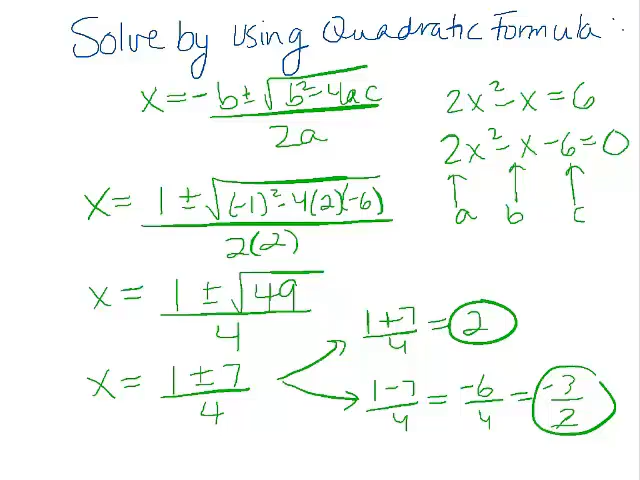 Solve by using Quadratic Formula:
x = -b ± √(b² - 4ac) / 2a
2x² - x = 6
2x² - x - 6 = 0
a b c
x = 1 ± √((-1)² - 4(2)(-6)) / 2(2)
x = 1 ± √49 / 4
x = 1 ± 7 / 4
1+7 / 4 = 2
1-7 / 4 = -6 / 4 = -3 / 2